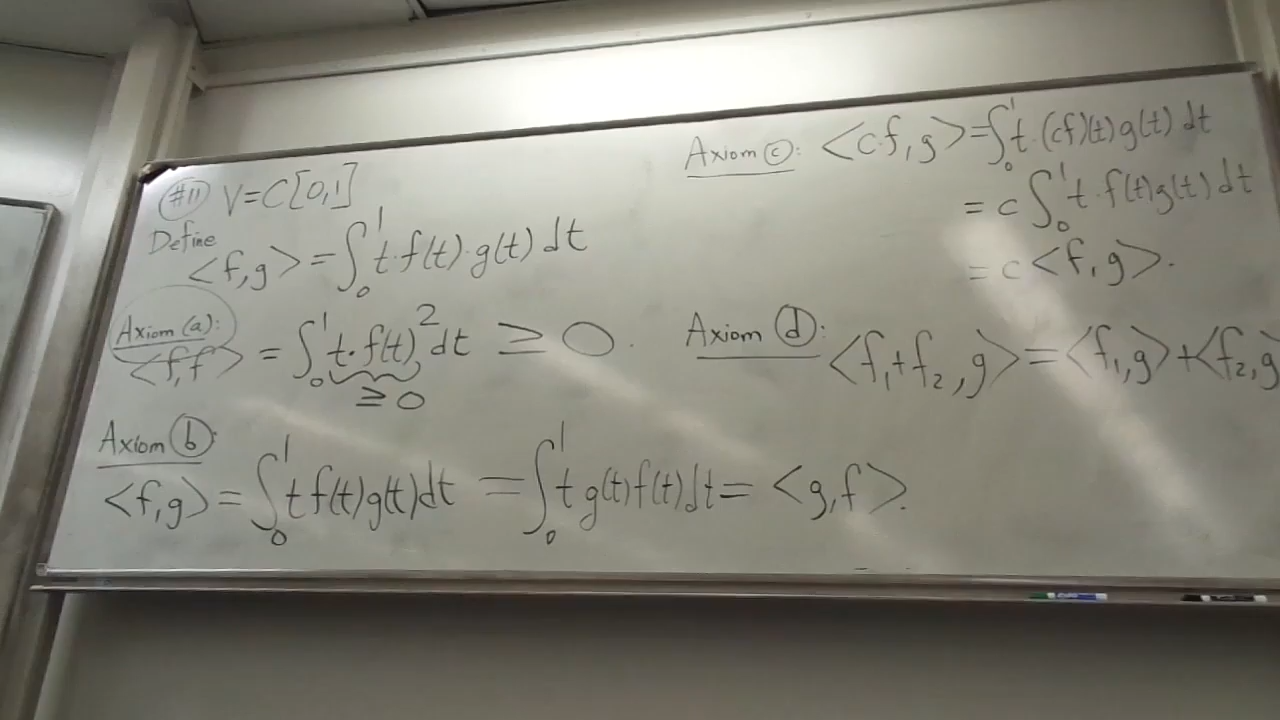 #11 V=C[0,1]
Define
<f,g> = ∫₀¹ t·f(t)·g(t) dt
Axiom (a):
<f,f> = ∫₀¹ t·f(t)² dt ≥ 0.
≥ 0
Axiom (b):
<f,g> = ∫₀¹ t f(t)g(t)dt = ∫₀¹ t g(t)f(t)dt = <g,f>.
Axiom (c): <c·f,g> = ∫₀¹ t·(cf)(t)g(t) dt
= c ∫₀¹ t·f(t)g(t) dt
= c <f,g>.
Axiom (d): <f₁+f₂,g> = <f₁,g> + <f₂,g